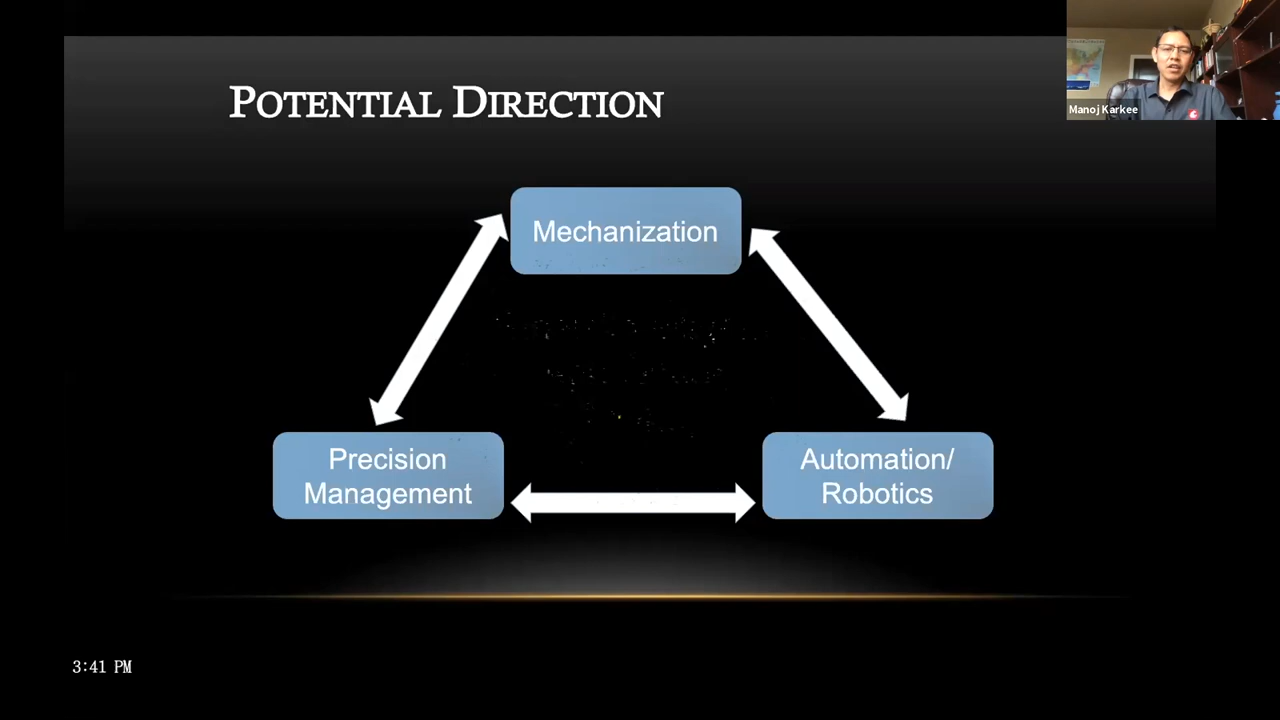 POTENTIAL DIRECTION
Manoj Karkee
Mechanization
Precision
Management
Automation/
Robotics
3:41 PM